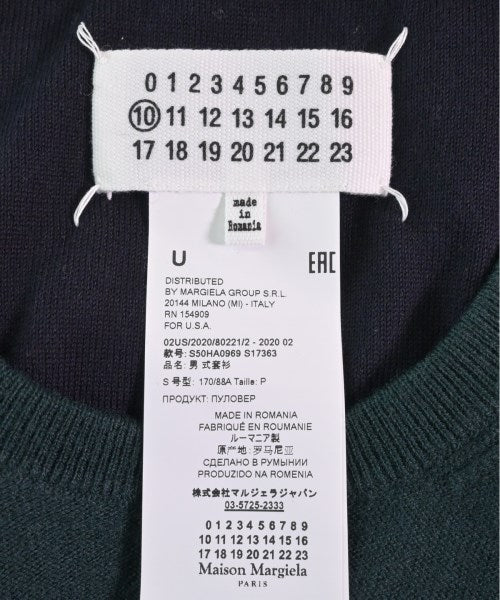 0 1 2 3 4 5 6 7 8 9
10 11 12 13 14 15 16
17 18 19 20 21 22 23
made
in
Romania
U EAC
DISTRIBUTED
BY MARGIELA GROUP S.R.L.
20144 MILANO (MI) - ITALY
RN 154909
FOR U.S.A.
02US/2020/80221/2 - 2020 02
款号: S50HA0969 S17363
品名: 男 式套衫
S 号型: 170/88A Taille: P
ПРОДУКТ: ПУЛОВЕР
MADE IN ROMANIA
FABRIQUÉ EN ROUMANIE
ルーマニア製
原产地: 罗马尼亚
СДЕЛАНО В РУМЫНИИ
PRODUZIDO NA ROMENIA
株式会社マルジェラジャパン
03-5725-2333
0 1 2 3 4 5 6 7 8 9
10 11 12 13 14 15 16
17 18 19 20 21 22 23
Maison Margiela
PARIS